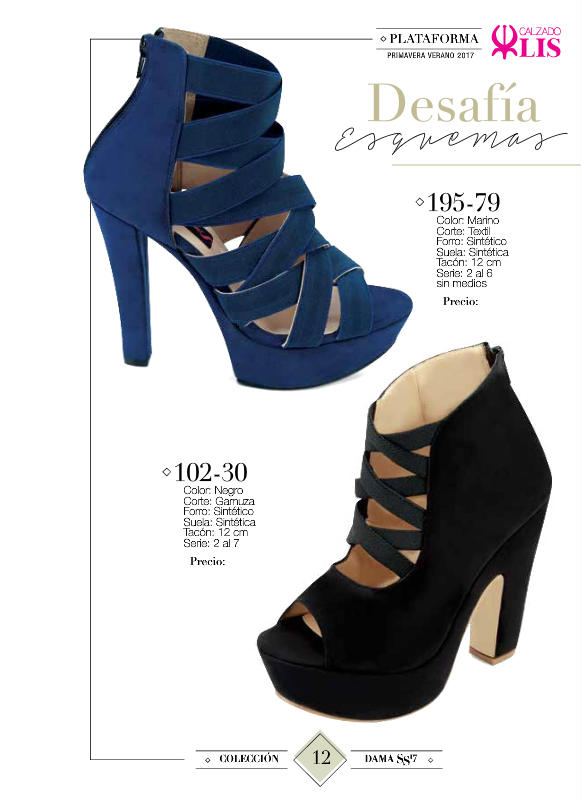 PLATAFORMA
PRIMAVERA VERANO 2017
CALZADO
LIS
Desafía
Esquemas
195-79
Color: Marino
Corte: Textil
Forro: Sintético
Suela: Sintética
Tacón: 12 cm
Serie: 2 al 6
sin medios
Precio:
102-30
Color: Negro
Corte: Gamuza
Forro: Sintético
Suela: Sintética
Tacón: 12 cm
Serie: 2 al 7
Precio:
COLECCIÓN
12
DAMA SS'7